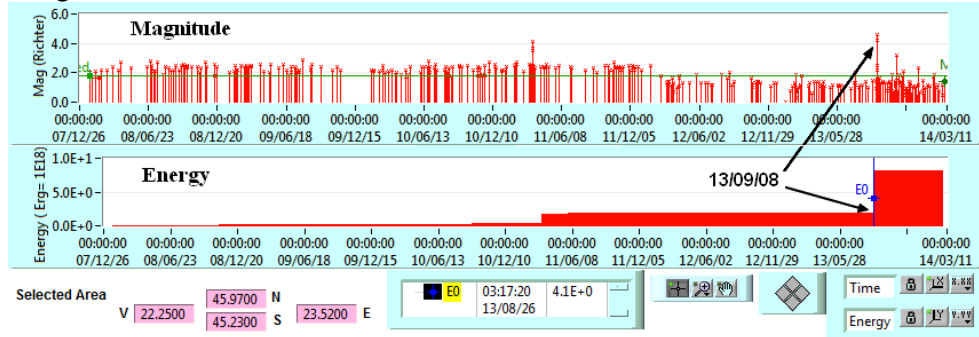 Magnitude
Mag (Richter)
6.0
4.0
2.0
0.0
ed
M
00:00:00 00:00:00 00:00:00 00:00:00 00:00:00 00:00:00 00:00:00 00:00:00 00:00:00 00:00:00 00:00:00 00:00:00 00:00:00
07/12/26 08/06/23 08/12/20 09/06/18 09/12/15 10/06/13 10/12/10 11/06/08 11/12/05 12/06/02 12/11/29 13/05/28 14/03/11
Energy
Energy ( Erg= 1E18)
1.0E+1
5.0E+0
0.0E+0
13/09/08
E0
00:00:00 00:00:00 00:00:00 00:00:00 00:00:00 00:00:00 00:00:00 00:00:00 00:00:00 00:00:00 00:00:00 00:00:00 00:00:00
07/12/26 08/06/23 08/12/20 09/06/18 09/12/15 10/06/13 10/12/10 11/06/08 11/12/05 12/06/02 12/11/29 13/05/28 14/03/11
Selected Area
V 22.2500
45.9700 N
45.2300 S
23.5200 E
E0 03:17:20 4.1E+0
13/08/26
Time X X.XX
Energy Y Y.YY